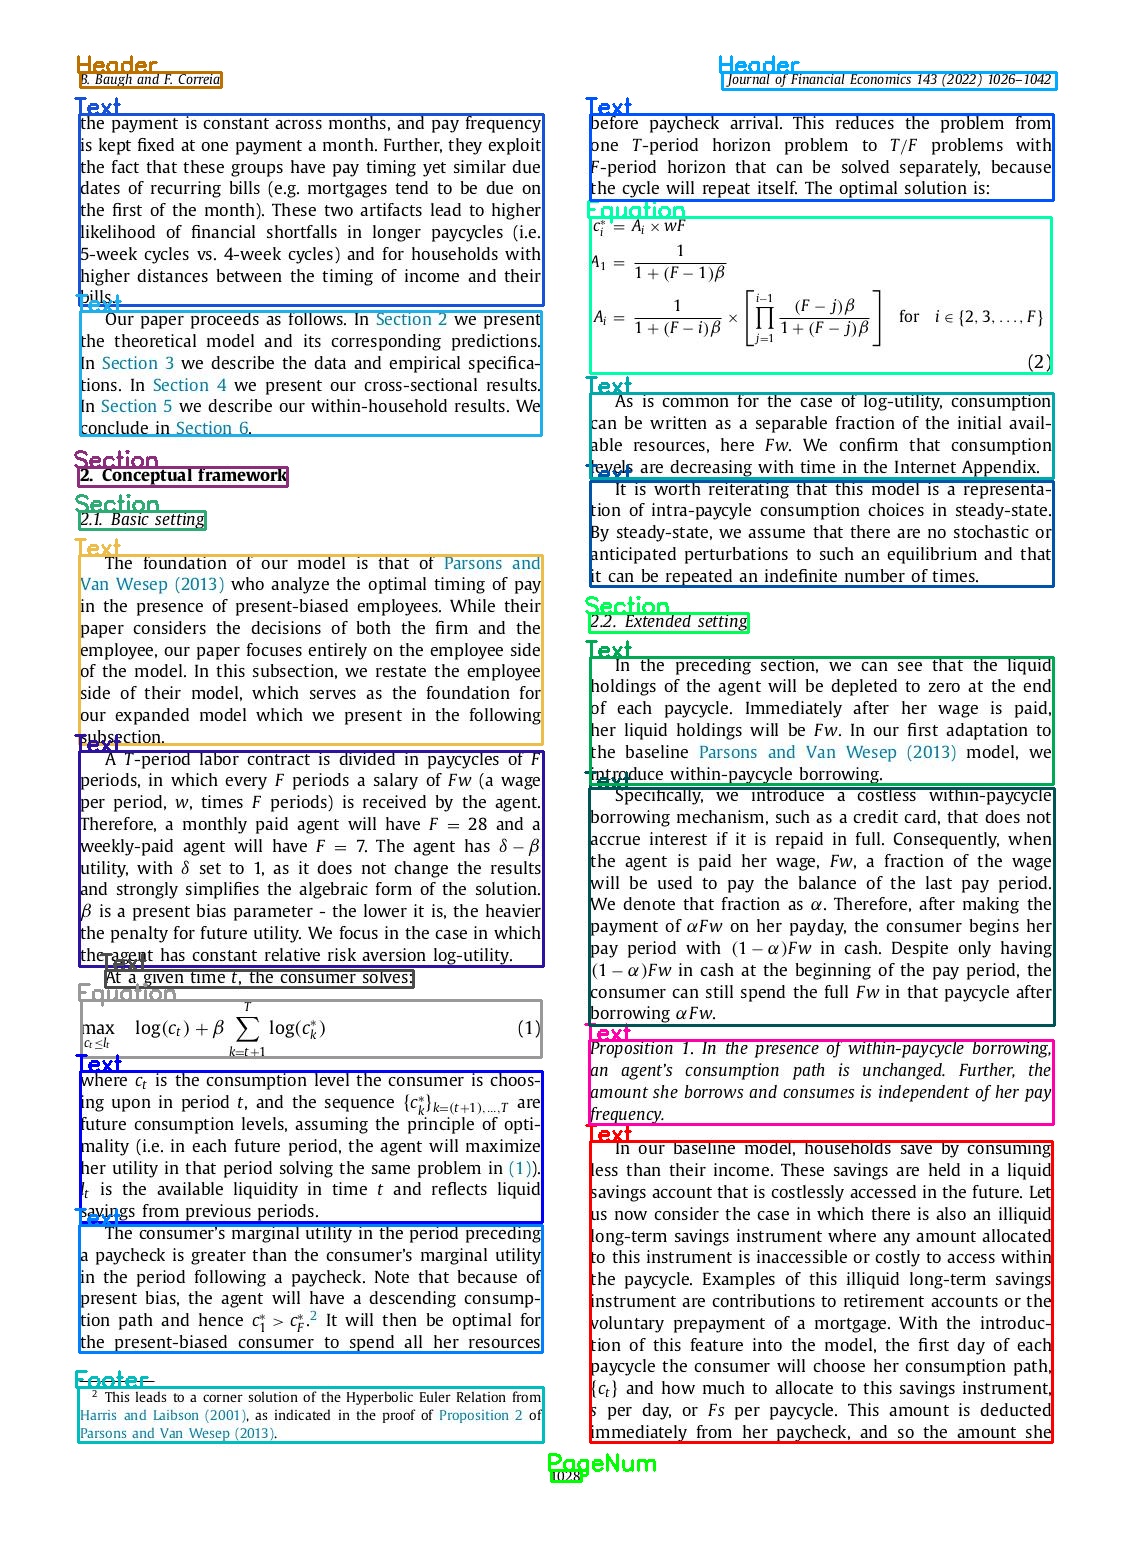 Header
B. Baugh and F. Correia
Header
Journal of Financial Economics 143 (2022) 1026–1042
Text
the payment is constant across months, and pay frequency
is kept fixed at one payment a month. Further, they exploit
the fact that these groups have pay timing yet similar due
dates of recurring bills (e.g. mortgages tend to be due on
the first of the month). These two artifacts lead to higher
likelihood of financial shortfalls in longer paycycles (i.e.
5-week cycles vs. 4-week cycles) and for households with
higher distances between the timing of income and their
bills.
Text
Our paper proceeds as follows. In Section 2 we present
the theoretical model and its corresponding predictions.
In Section 3 we describe the data and empirical specifica-
tions. In Section 4 we present our cross-sectional results.
In Section 5 we describe our within-household results. We
conclude in Section 6.
Section
2. Conceptual framework
Section
2.1. Basic setting
Text
The foundation of our model is that of Parsons and
Van Wesep (2013) who analyze the optimal timing of pay
in the presence of present-biased employees. While their
paper considers the decisions of both the firm and the
employee, our paper focuses entirely on the employee side
of the model. In this subsection, we restate the employee
side of their model, which serves as the foundation for
our expanded model which we present in the following
subsection.
Text
A T-period labor contract is divided in paycycles of F
periods, in which every F periods a salary of Fw (a wage
per period, w, times F periods) is received by the agent.
Therefore, a monthly paid agent will have F = 28 and a
weekly-paid agent will have F = 7. The agent has δ – β
utility, with δ set to 1, as it does not change the results
and strongly simplifies the algebraic form of the solution.
β is a present bias parameter - the lower it is, the heavier
the penalty for future utility. We focus in the case in which
the agent has constant relative risk aversion log-utility.
Text
At a given time t, the consumer solves:
Equation
max_{c_t≤l_t} log(c_t) + β ∑_{k=t+1}^{T} log(c_k^*) (1)
Text
where c_t is the consumption level the consumer is choos-
ing upon in period t, and the sequence {c_k^*}_{k=(t+1),...,T} are
future consumption levels, assuming the principle of opti-
mality (i.e. in each future period, the agent will maximize
her utility in that period solving the same problem in (1)).
l_t is the available liquidity in time t and reflects liquid
savings from previous periods.
Text
The consumer's marginal utility in the period preceding
a paycheck is greater than the consumer's marginal utility
in the period following a paycheck. Note that because of
present bias, the agent will have a descending consump-
tion path and hence c_1^* > c_F^*.² It will then be optimal for
the present-biased consumer to spend all her resources
Footer
² This leads to a corner solution of the Hyperbolic Euler Relation from
Harris and Laibson (2001), as indicated in the proof of Proposition 2 of
Parsons and Van Wesep (2013).
Text
before paycheck arrival. This reduces the problem from
one T-period horizon problem to T/F problems with
F-period horizon that can be solved separately, because
the cycle will repeat itself. The optimal solution is:
Equation
c_i^* = A_i × wF
A_1 = 1 / (1 + (F – 1)β)
A_i = 1 / (1 + (F – i)β) × [∏_{j=1}^{i–1} (F – j)β / (1 + (F – j)β)] for i ∈ {2, 3, ..., F}
(2)
Text
As is common for the case of log-utility, consumption
can be written as a separable fraction of the initial avail-
able resources, here Fw. We confirm that consumption
levels are decreasing with time in the Internet Appendix.
Text
It is worth reiterating that this model is a representa-
tion of intra-paycyle consumption choices in steady-state.
By steady-state, we assume that there are no stochastic or
anticipated perturbations to such an equilibrium and that
it can be repeated an indefinite number of times.
Section
2.2. Extended setting
Text
In the preceding section, we can see that the liquid
holdings of the agent will be depleted to zero at the end
of each paycycle. Immediately after her wage is paid,
her liquid holdings will be Fw. In our first adaptation to
the baseline Parsons and Van Wesep (2013) model, we
introduce within-paycycle borrowing.
Text
Specifically, we introduce a costless within-paycycle
borrowing mechanism, such as a credit card, that does not
accrue interest if it is repaid in full. Consequently, when
the agent is paid her wage, Fw, a fraction of the wage
will be used to pay the balance of the last pay period.
We denote that fraction as α. Therefore, after making the
payment of αFw on her payday, the consumer begins her
pay period with (1 – α)Fw in cash. Despite only having
(1 – α)Fw in cash at the beginning of the pay period, the
consumer can still spend the full Fw in that paycycle after
borrowing αFw.
Text
Proposition 1. In the presence of within-paycycle borrowing,
an agent's consumption path is unchanged. Further, the
amount she borrows and consumes is independent of her pay
frequency.
Text
In our baseline model, households save by consuming
less than their income. These savings are held in a liquid
savings account that is costlessly accessed in the future. Let
us now consider the case in which there is also an illiquid
long-term savings instrument where any amount allocated
to this instrument is inaccessible or costly to access within
the paycycle. Examples of this illiquid long-term savings
instrument are contributions to retirement accounts or the
voluntary prepayment of a mortgage. With the introduc-
tion of this feature into the model, the first day of each
paycycle the consumer will choose her consumption path,
{c_t} and how much to allocate to this savings instrument,
s per day, or Fs per paycycle. This amount is deducted
immediately from her paycheck, and so the amount she
PageNum
1028